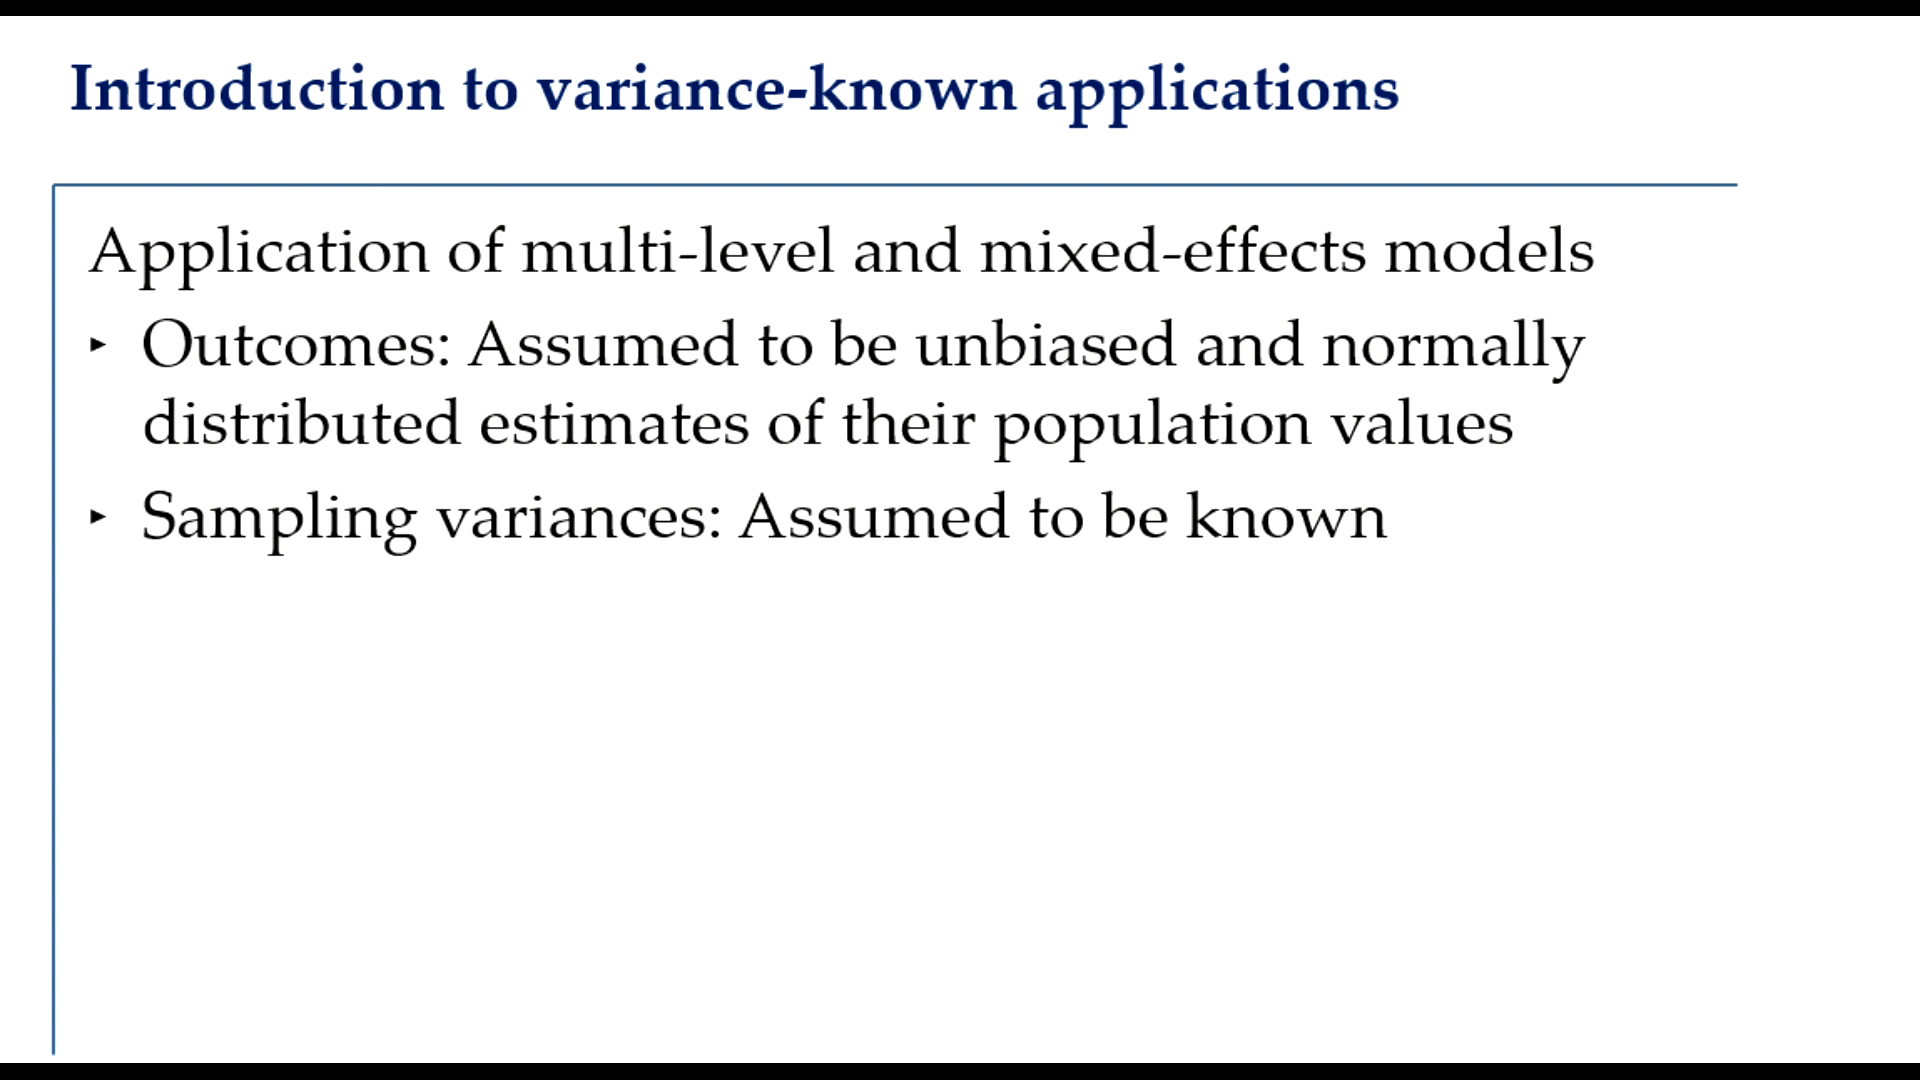 Introduction to variance-known applications
Application of multi-level and mixed-effects models
‣ Outcomes: Assumed to be unbiased and normally
distributed estimates of their population values
‣ Sampling variances: Assumed to be known